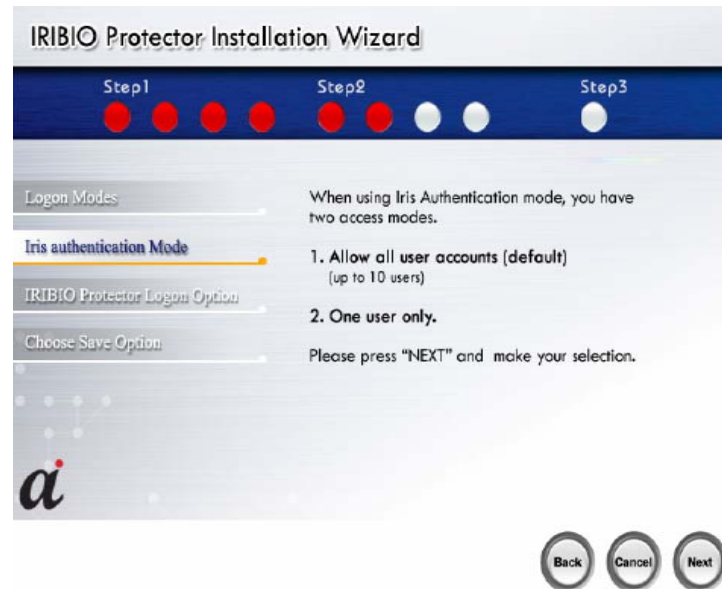 IRIBIO Protector Installation Wizard
Step1 Step2 Step3
Logon Modes
Iris authentication Mode
IRIBIO Protector Logon Option
Choose Save Option
When using Iris Authentication mode, you have
two access modes.
1. Allow all user accounts (default)
(up to 10 users)
2. One user only.
Please press “NEXT” and make your selection.
ai
Back Cancel Next